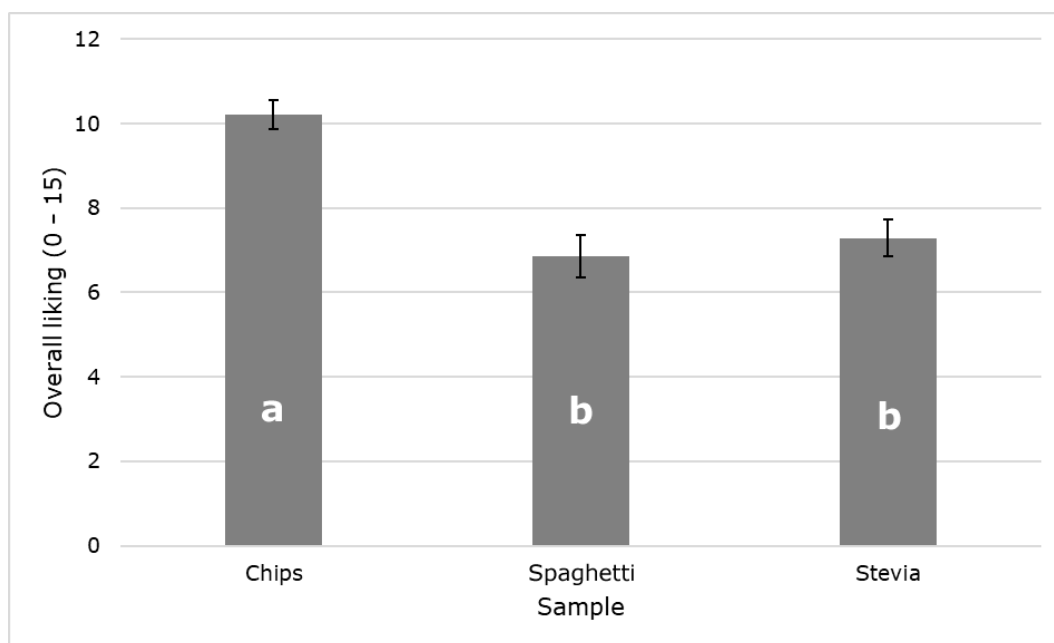 Overall liking (0 – 15)
12
10
8
6
4
2
0
a
b
b
Chips
Spaghetti
Stevia
Sample